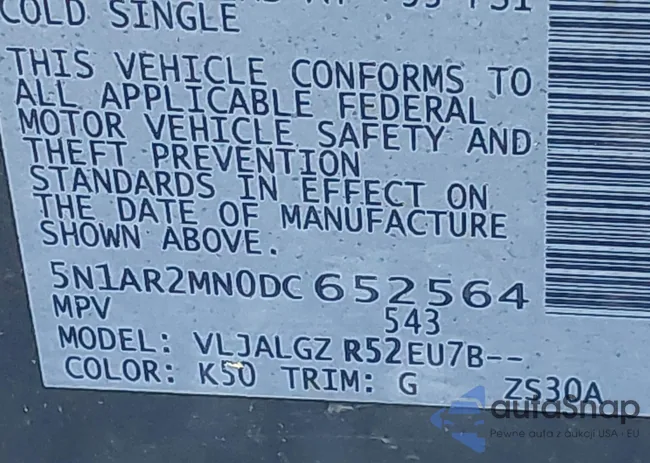 COLD SINGLE
THIS VEHICLE CONFORMS TO
ALL APPLICABLE FEDERAL
MOTOR VEHICLE SAFETY AND
THEFT PREVENTION
STANDARDS IN EFFECT ON
THE DATE OF MANUFACTURE
SHOWN ABOVE.
5N1AR2MN0DC 652564
MPV 543
MODEL: VLJALGZ R52EU7B--
COLOR: K50 TRIM: G ZS30A
autoSnap
Pewne auta z aukcji USA - EU